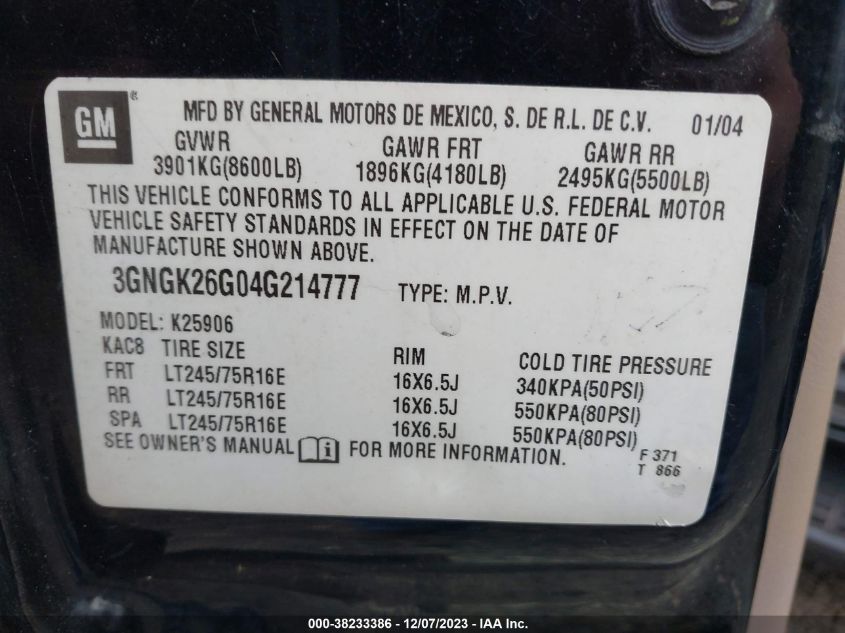 GM ® MFD BY GENERAL MOTORS DE MEXICO, S. DE R.L. DE C.V. 01/04
GVWR GAWR FRT GAWR RR
3901KG(8600LB) 1896KG(4180LB) 2495KG(5500LB)
THIS VEHICLE CONFORMS TO ALL APPLICABLE U.S. FEDERAL MOTOR
VEHICLE SAFETY STANDARDS IN EFFECT ON THE DATE OF
MANUFACTURE SHOWN ABOVE.
3GNGK26G04G214777 TYPE: M.P.V.
MODEL: K25906
KAC8 TIRE SIZE RIM COLD TIRE PRESSURE
FRT LT245/75R16E 16X6.5J 340KPA(50PSI)
RR LT245/75R16E 16X6.5J 550KPA(80PSI)
SPA LT245/75R16E 16X6.5J 550KPA(80PSI)
SEE OWNER'S MANUAL i FOR MORE INFORMATION. F 371
T 866
000-38233386 - 12/07/2023 - IAA Inc.